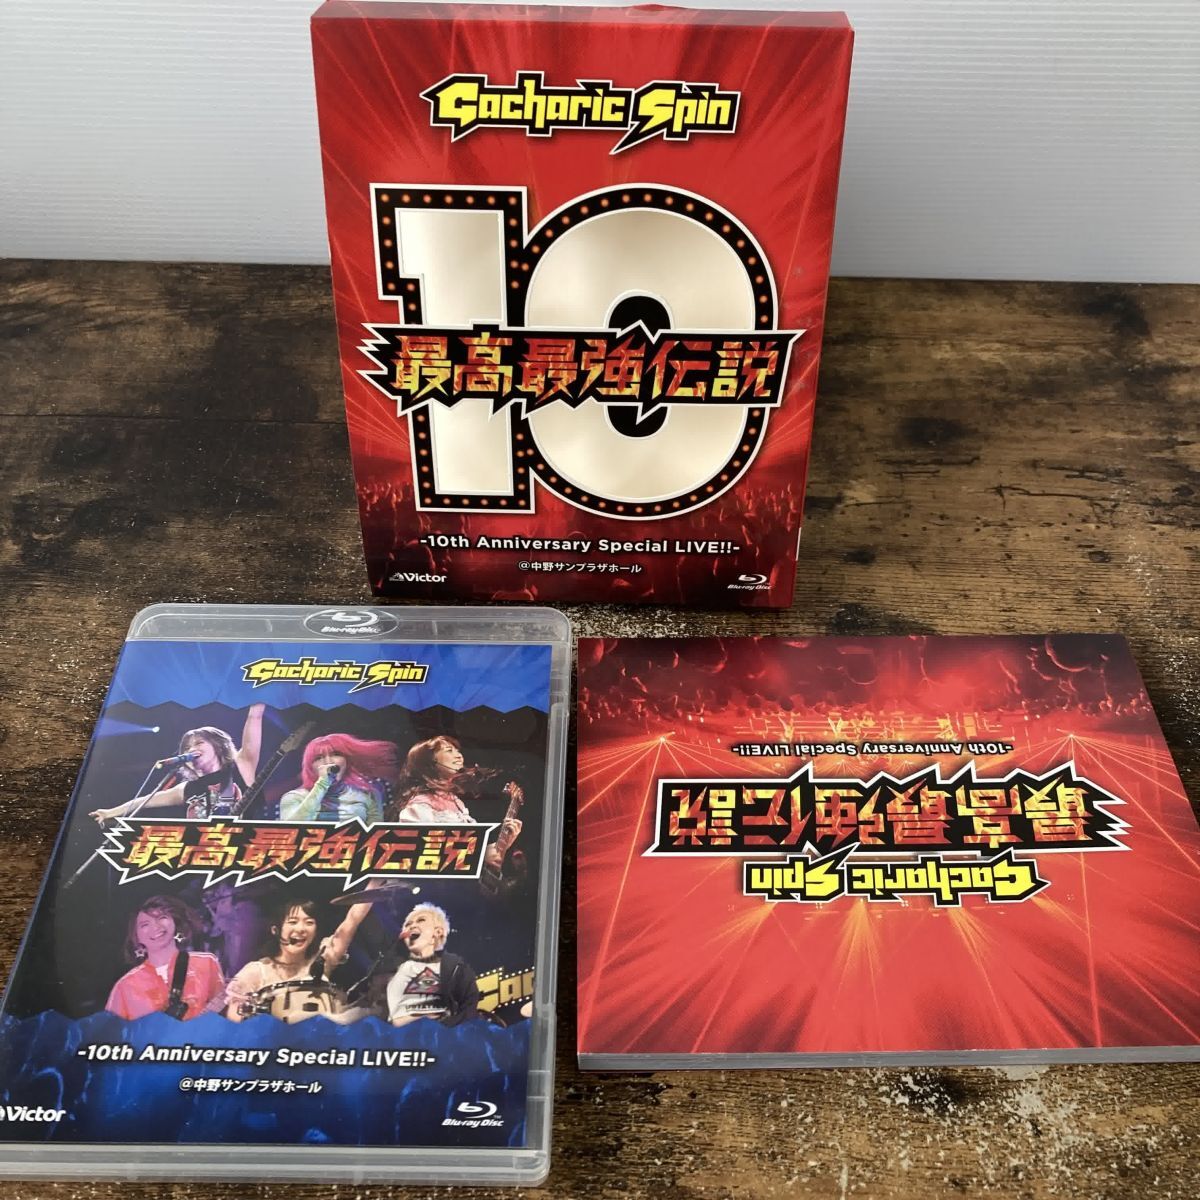 Gacharic Spin
10
最高最強伝説
-10th Anniversary Special LIVE!!-
@中野サンプラザホール
Victor
Blu-ray Disc
Blu-ray Disc
Gacharic Spin
最高最強伝説
-10th Anniversary Special LIVE!!-
@中野サンプラザホール
Victor
Blu-ray Disc
Gacharic Spin
最高最強伝説
-10th Anniversary Special LIVE!!-